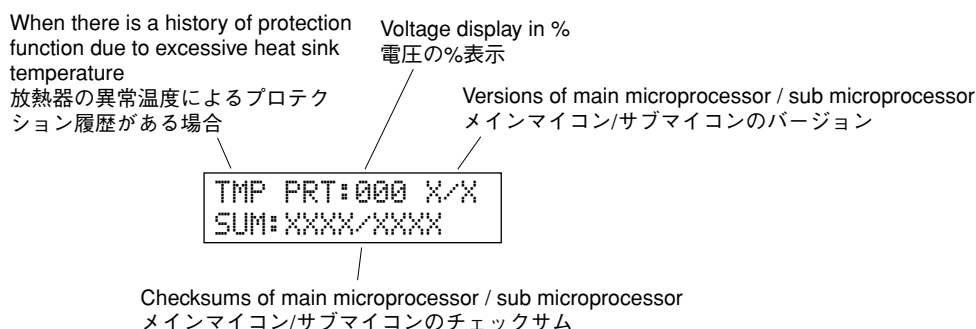 When there is a history of protection
function due to excessive heat sink
temperature
放熱器の異常温度によるプロテク
ション履歴がある場合
Voltage display in %
電圧の%表示
Versions of main microprocessor / sub microprocessor
メインマイコン/サブマイコンのバージョン
TMP PRT:000 X/X
SUM:XXXX/XXXX
Checksums of main microprocessor / sub microprocessor
メインマイコン/サブマイコンのチェックサム